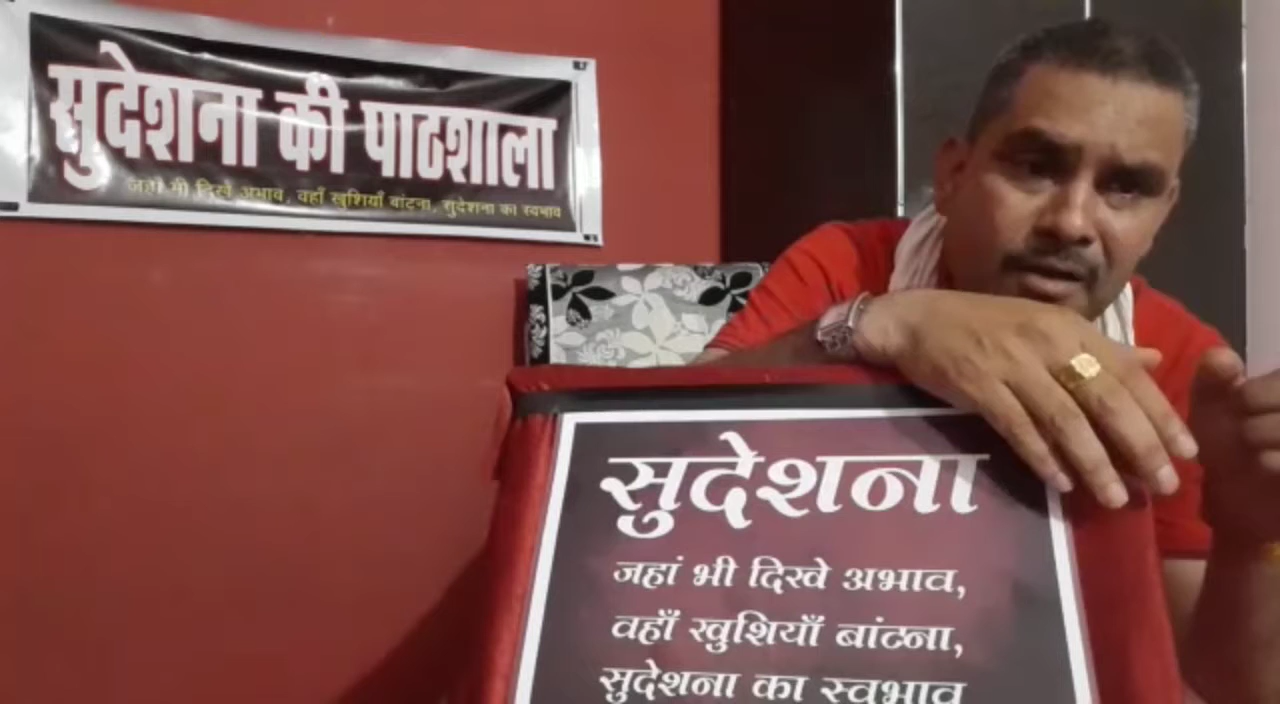 सुदेशना की पाठशाला
जहाँ भी दिखे अभाव, वहाँ खुशियाँ बांटना, सुदेशना का स्वभाव
सुदेशना
जहां भी दिखे अभाव,
वहाँ खुशियाँ बांटना,
सुदेशना का स्वभाव